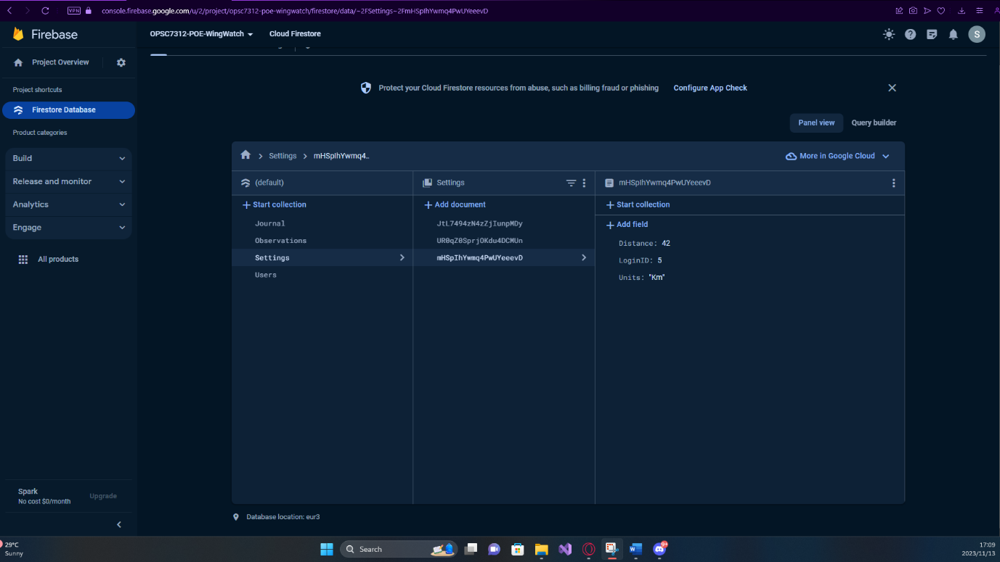 VPN
console.firebase.google.com/u/2/project/opsc7312-poe-wingwatch/firestore/data/~2FSettings~2FmHSpIhYwmq4PwUYeeevD
Firebase
OPSC7312-POE-WingWatch
Cloud Firestore
S
Project Overview
Project shortcuts
Firestore Database
Product categories
Build
Release and monitor
Analytics
Engage
All products
Spark
No cost $0/month
Upgrade
Protect your Cloud Firestore resources from abuse, such as billing fraud or phishing
Configure App Check
Panel view
Query builder
Settings
mHSpIhYwmq4..
More in Google Cloud
(default)
Start collection
Journal
Observations
Settings
Users
Settings
Add document
JtL7494zN4zZjIunpMDy
UR0qZ0SprjOKdu4DCMUn
mHSpIhYwmq4PwUYeeevD
mHSpIhYwmq4PwUYeeevD
Start collection
Add field
Distance: 42
LoginID: 5
Units: "Km"
Database location: eur3
29°C
Sunny
Search
9+
17:09
2023/11/13